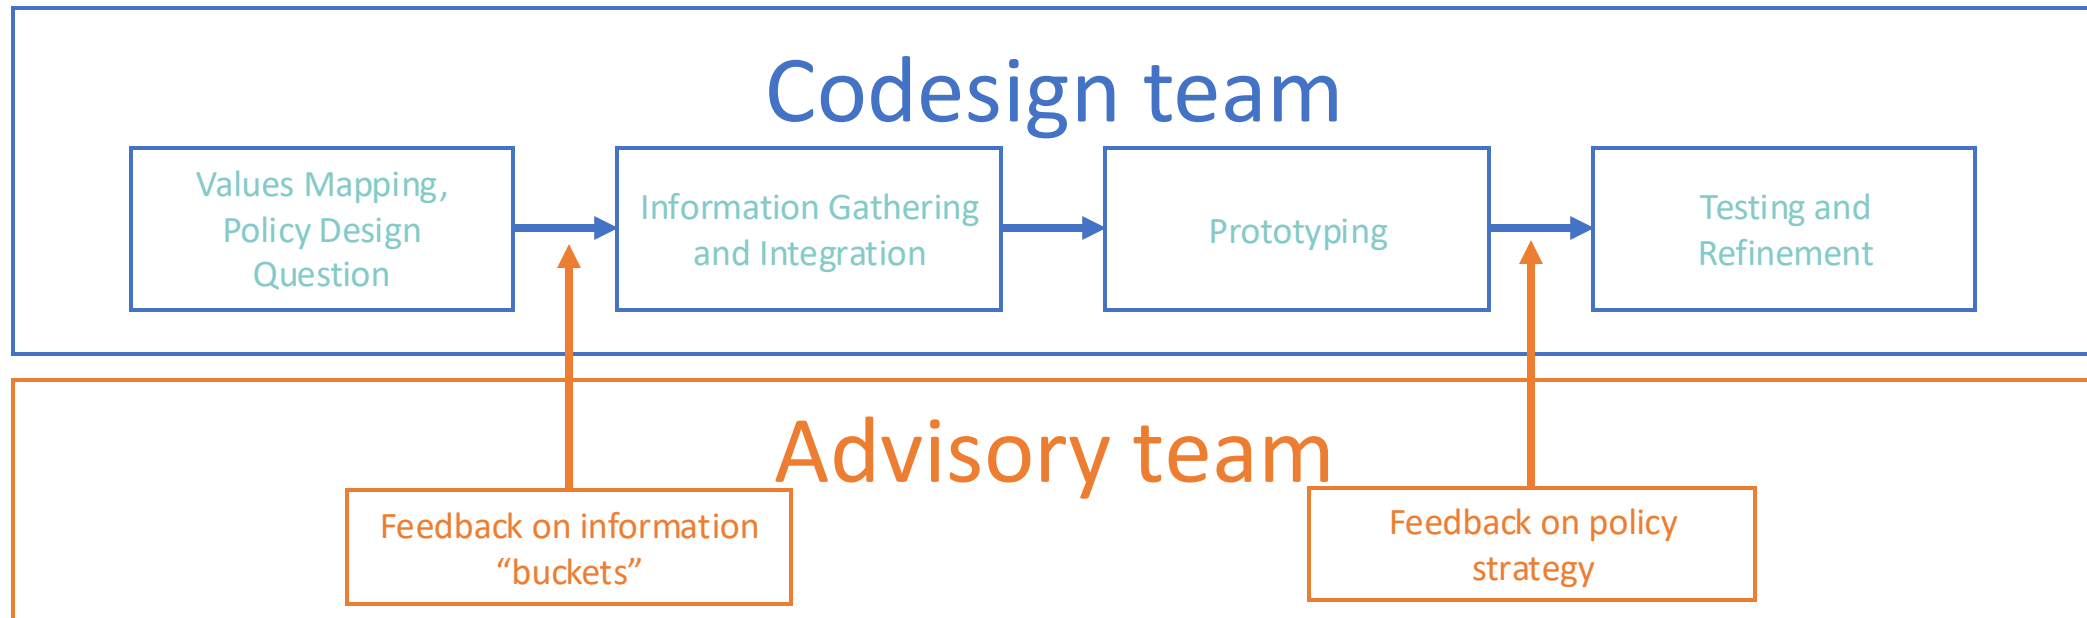 Codesign team
Values Mapping,
Policy Design
Question
Information Gathering
and Integration
Prototyping
Testing and
Refinement
Advisory team
Feedback on information
“buckets”
Feedback on policy
strategy